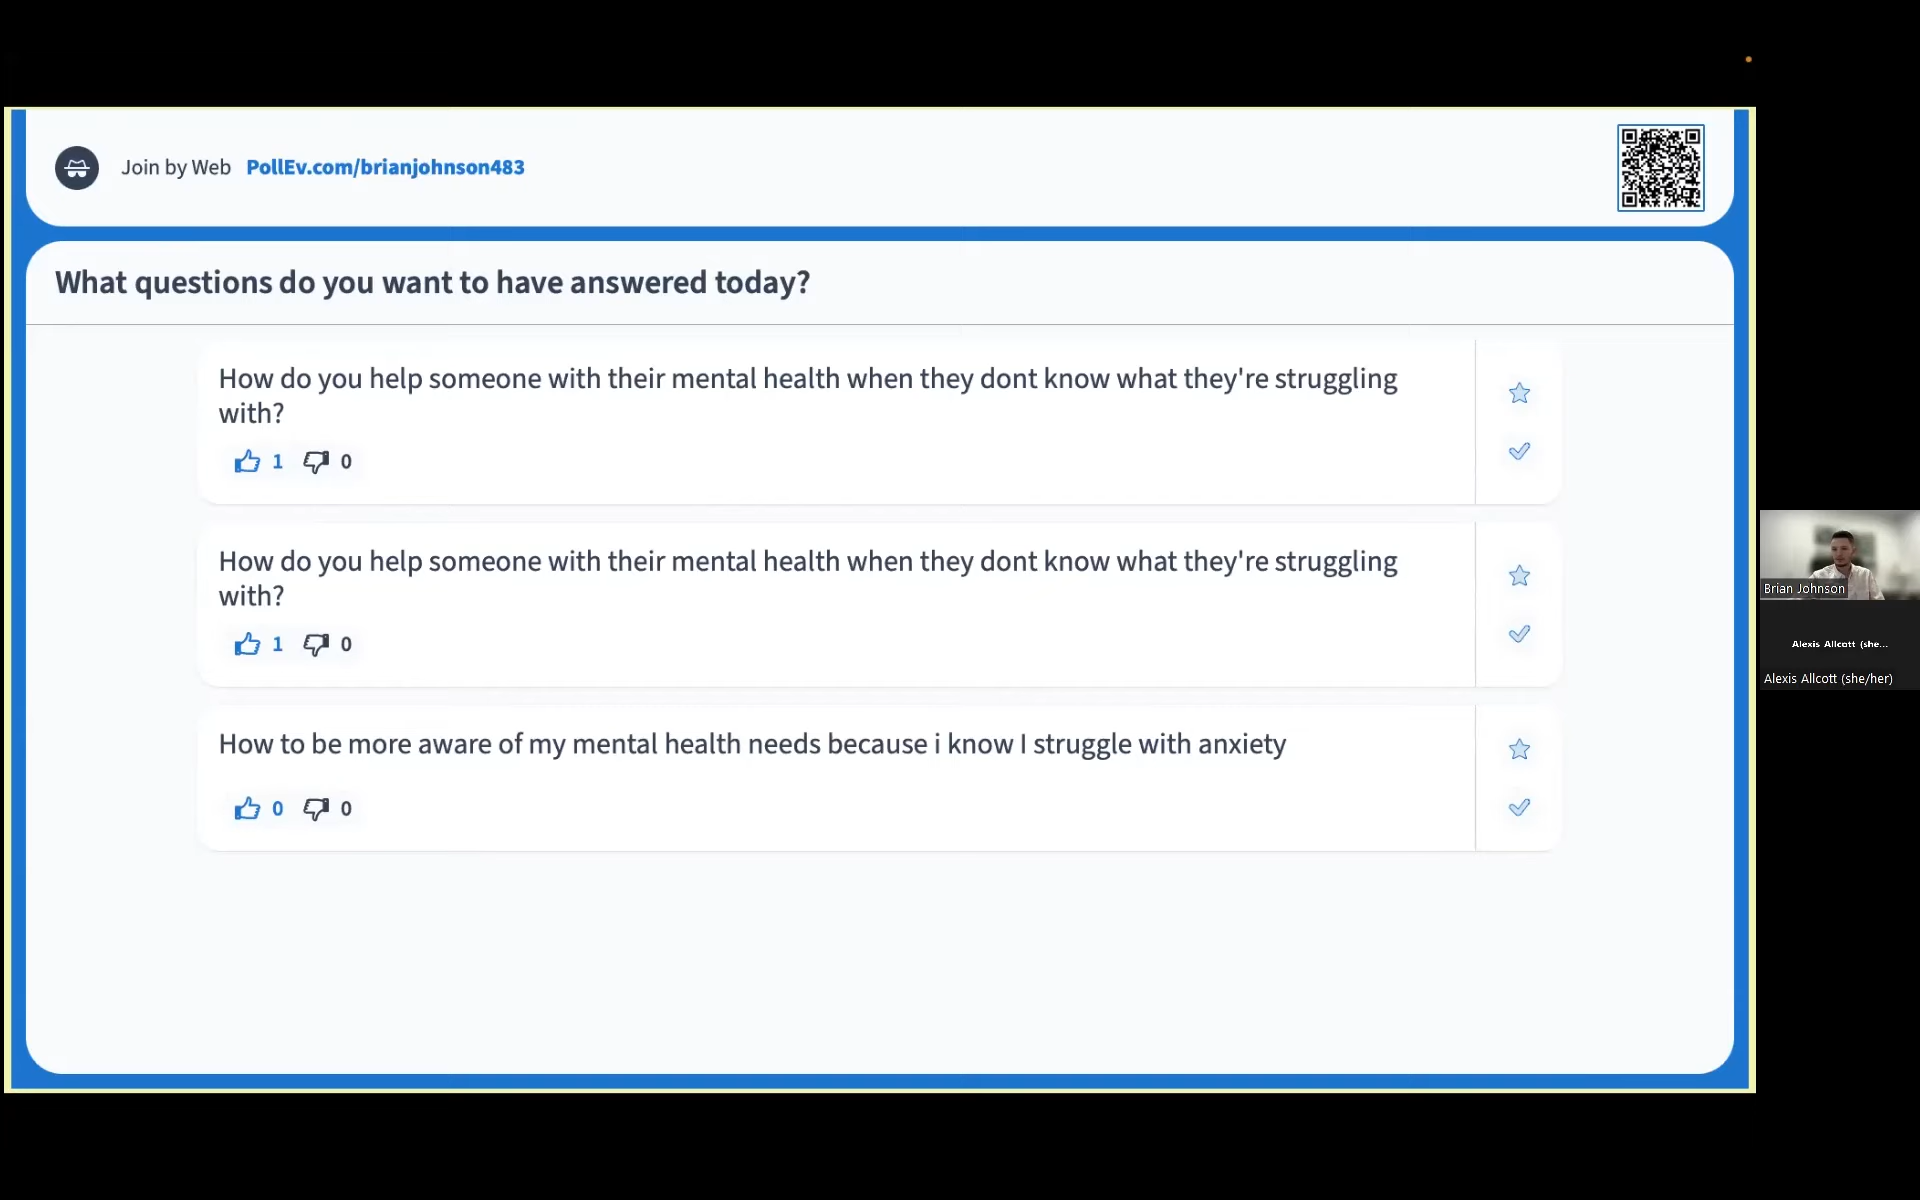 Join by Web PollEv.com/brianjohnson483
What questions do you want to have answered today?
How do you help someone with their mental health when they dont know what they're struggling
with?
1 0
How do you help someone with their mental health when they dont know what they're struggling
with?
1 0
How to be more aware of my mental health needs because i know I struggle with anxiety
0 0
Brian Johnson
Alexis Allcott (she...
Alexis Allcott (she/her)